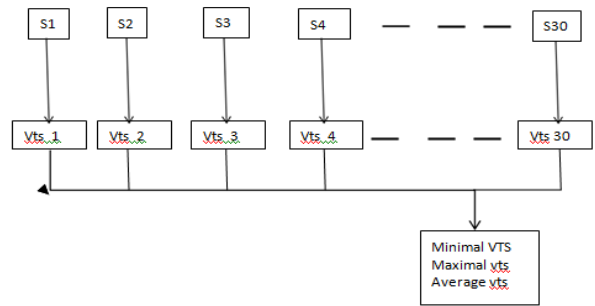 S1 S2 S3 S4 S30
Vts 1 Vts 2 Vts 3 Vts 4 Vts 30
Minimal VTS
Maximal vts
Average vts